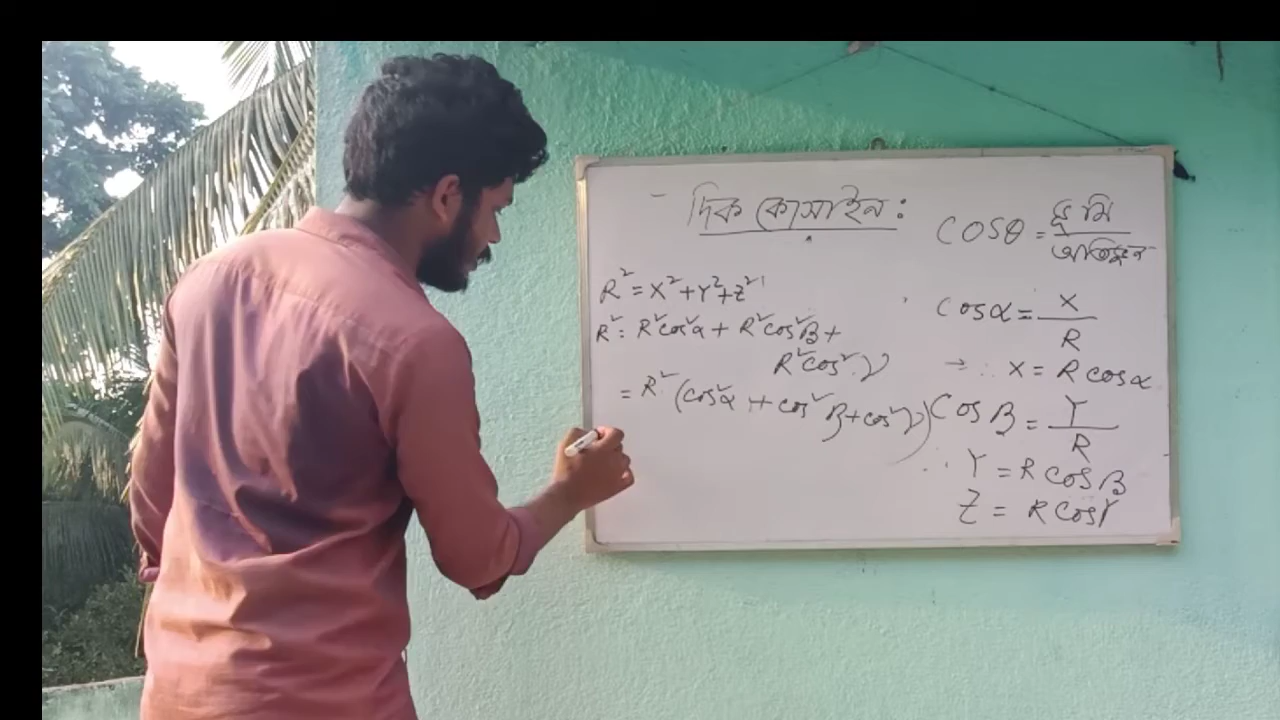 দিক কোসাইন:
R² = X² + Y² + Z²
R² = R²cos²α + R²cos²β +
R²cos²γ
= R² (cos²α + cos²β + cos²γ)
COSθ = ভূমি / অতিভুজ
Cosα = X / R
→ ∴ X = R cosα
Cosβ = Y / R
∴ Y = R cosβ
Z = R cosγ